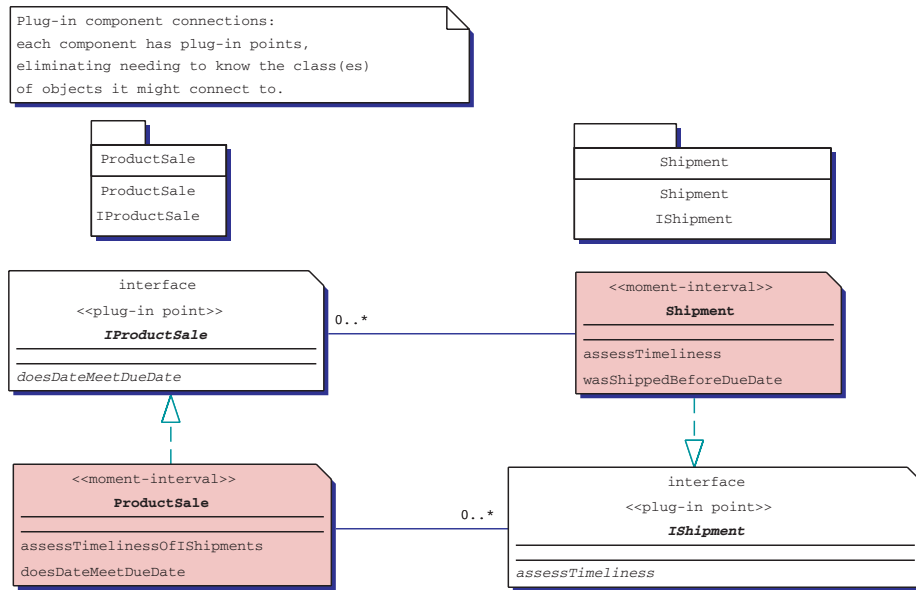 Plug-in component connections:
each component has plug-in points,
eliminating needing to know the class(es)
of objects it might connect to.
ProductSale
ProductSale
IProductSale
Shipment
Shipment
IShipment
interface
<<plug-in point>>
IProductSale
doesDateMeetDueDate
0..*
<<moment-interval>>
Shipment
assessTimeliness
wasShippedBeforeDueDate
<<moment-interval>>
ProductSale
assessTimelinessOfIShipments
doesDateMeetDueDate
0..*
interface
<<plug-in point>>
IShipment
assessTimeliness